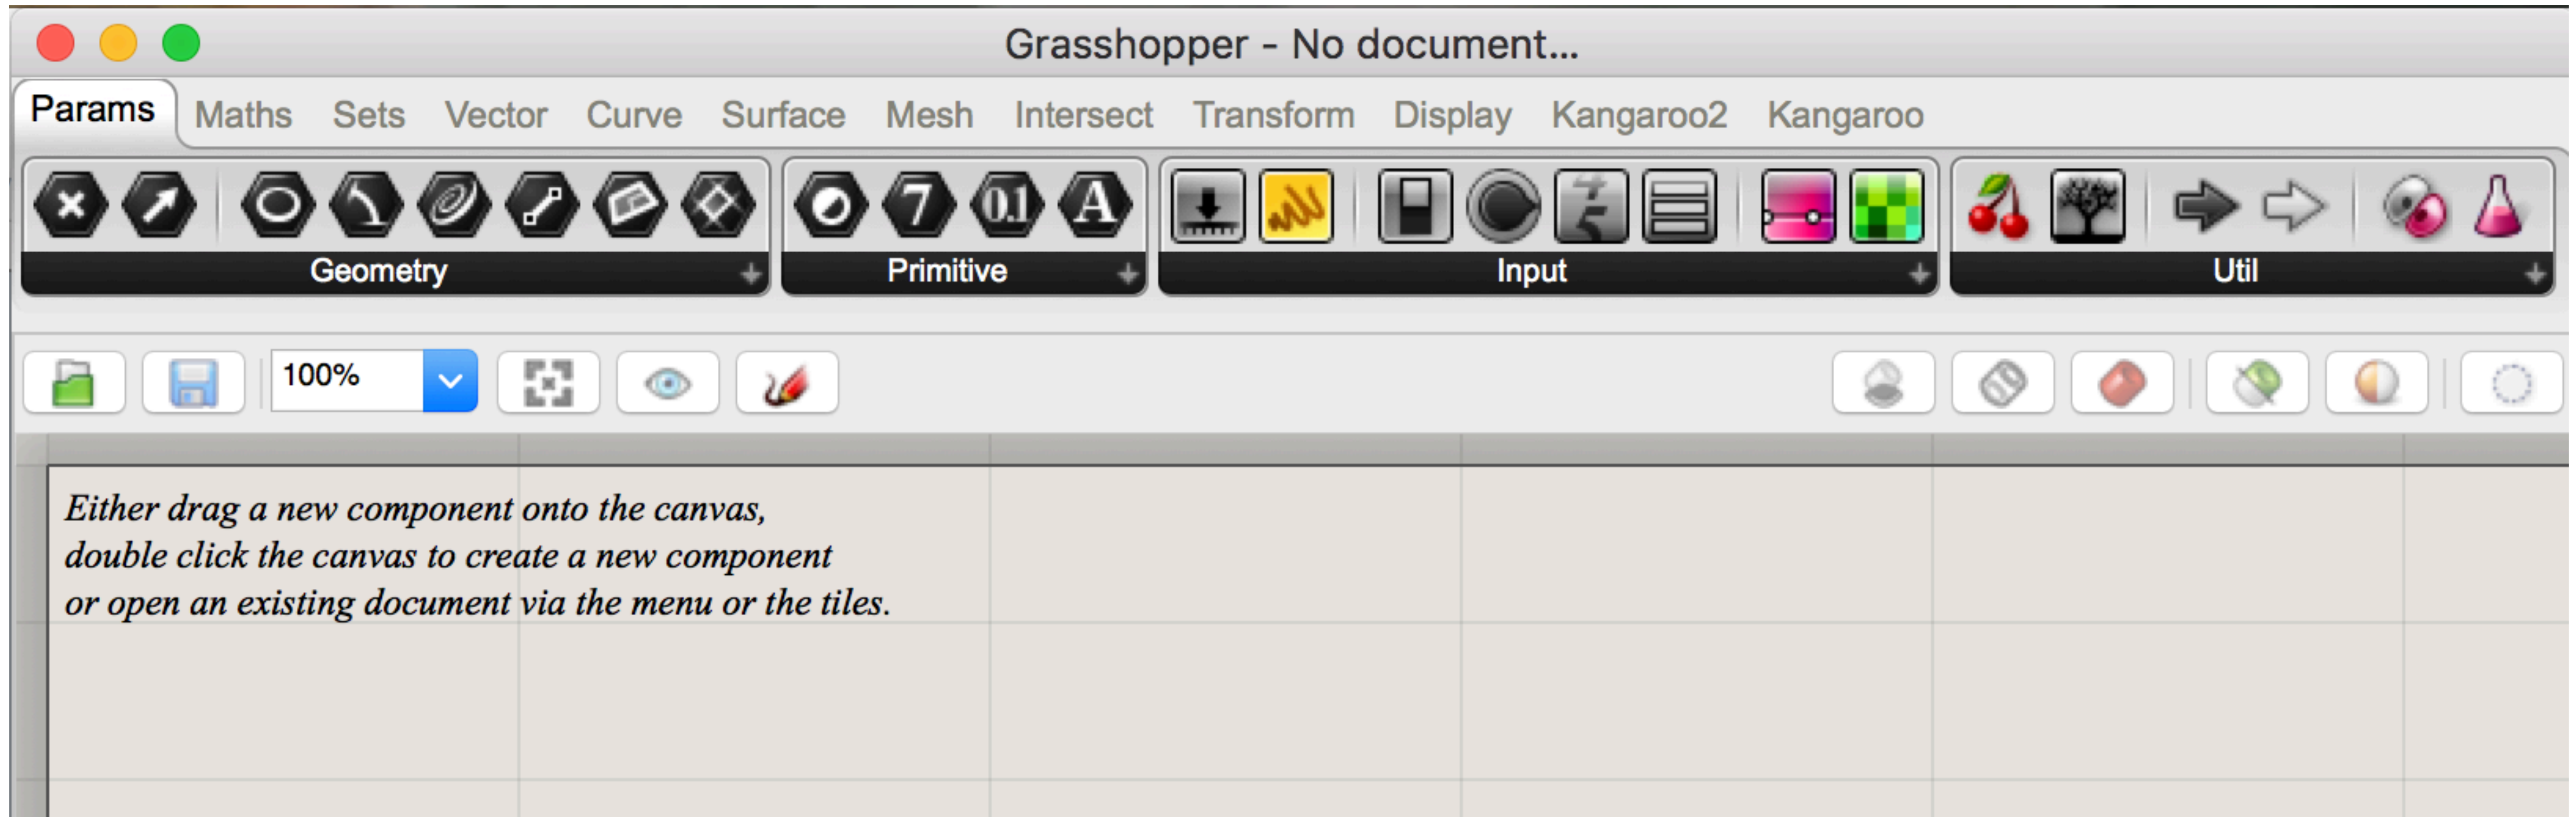 Grasshopper - No document...
Params Maths Sets Vector Curve Surface Mesh Intersect Transform Display Kangaroo2 Kangaroo
7 0.1 A 4 5
Geometry Primitive Input Util
100%
Either drag a new component onto the canvas,
double click the canvas to create a new component
or open an existing document via the menu or the tiles.